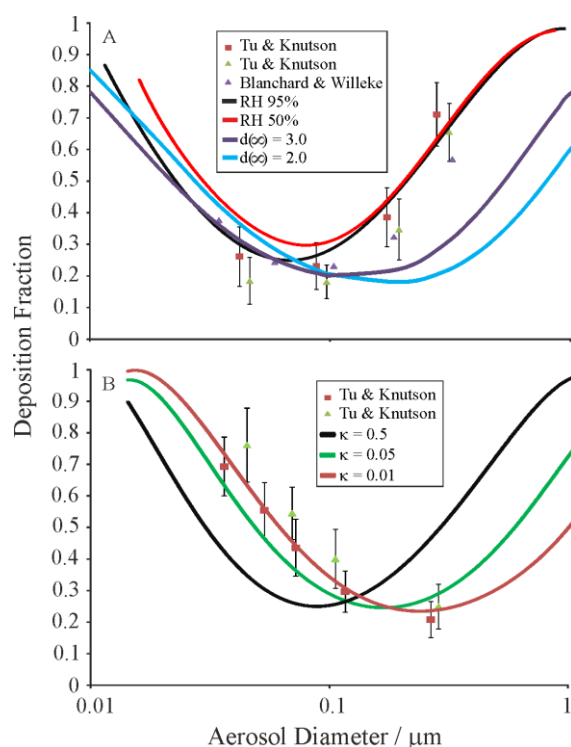 Deposition Fraction
1
0.9
0.8
0.7
0.6
0.5
0.4
0.3
0.2
0.1
0
A
Tu & Knutson
Tu & Knutson
Blanchard & Willeke
RH 95%
RH 50%
d(∞) = 3.0
d(∞) = 2.0
1
0.9
0.8
0.7
0.6
0.5
0.4
0.3
0.2
0.1
0
B
Tu & Knutson
Tu & Knutson
κ = 0.5
κ = 0.05
κ = 0.01
0.01 0.1 1
Aerosol Diameter / μm